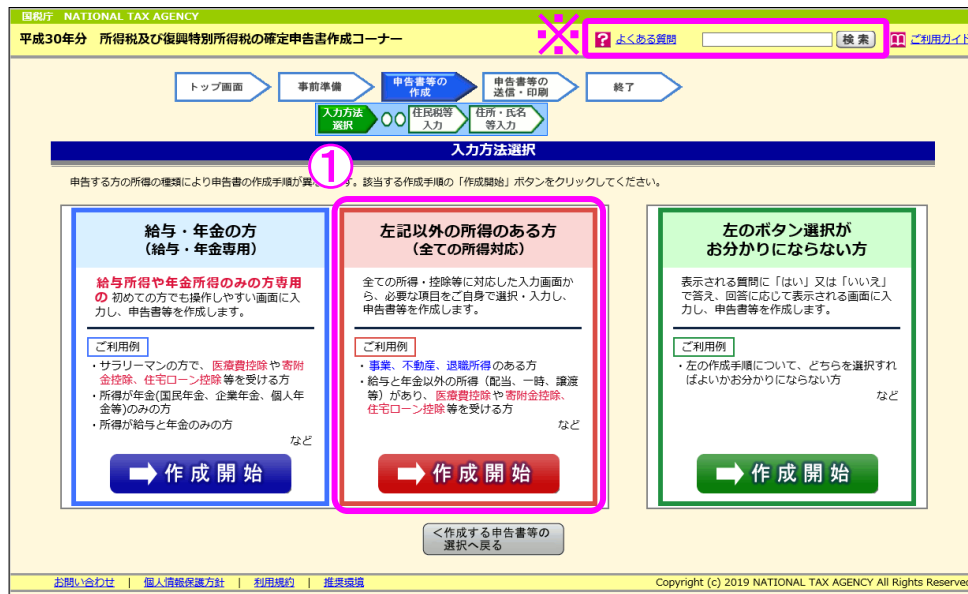 国税庁 NATIONAL TAX AGENCY
平成30年分 所得税及び復興特別所得税の確定申告書作成コーナー
※
? よくある質問
検索
ご利用ガイド
トップ画面
事前準備
申告書等の
作成
申告書等の
送信・印刷
終了
入力方法
選択
住民税等
入力
住所・氏名
等入力
入力方法選択
①
申告する方の所得の種類により申告書の作成手順が異
す。該当する作成手順の「作成開始」ボタンをクリックしてください。
給与・年金の方
(給与・年金専用)
給与所得や年金所得のみの方専用
の 初めての方でも操作しやすい画面に入
力し、申告書等を作成します。
ご利用例
・サラリーマンの方で、医療費控除や寄附
金控除、住宅ローン控除等を受ける方
・所得が年金(国民年金、企業年金、個人年
金等)のみの方
・所得が給与と年金のみの方
など
作成開始
左記以外の所得のある方
(全ての所得対応)
全ての所得・控除等に対応した入力画面か
ら、必要な項目をご自身で選択・入力し、
申告書等を作成します。
ご利用例
・事業、不動産、退職所得のある方
・給与と年金以外の所得(配当、一時、譲渡
等)があり、医療費控除や寄附金控除、
住宅ローン控除等を受ける方
など
作成開始
左のボタン選択が
お分かりにならない方
表示される質問に「はい」又は「いいえ」
で答え、回答に応じて表示される画面に入
力し、申告書等を作成します。
ご利用例
・左の作成手順について、どちらを選択すれ
ばよいかお分かりにならない方
など
作成開始
<作成する申告書等の
選択へ戻る
お問い合わせ | 個人情報保護方針 | 利用規約 | 推奨環境
Copyright (c) 2019 NATIONAL TAX AGENCY All Rights Reserved